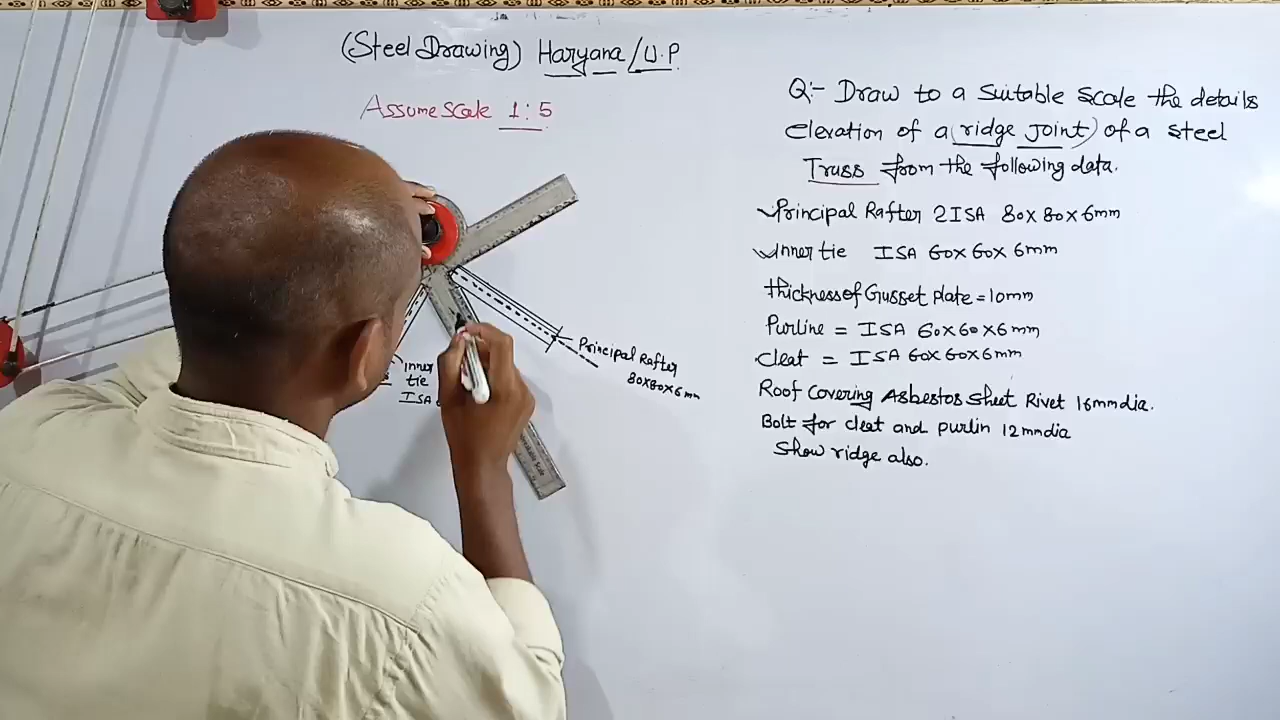 (Steel Drawing) Haryana/U.P.
Assume scale 1:5
Q:- Draw to a suitable scale the details
elevation of a (ridge joint) of a steel
Truss from the following data.
Principal Rafter 2ISA 80x80x6mm
Inner tie ISA 60x60x6mm
thickness of Gusset plate = 10mm
Purline = ISA 60x60x6mm
Cleat = ISA 60x60x6mm
Roof Covering Asbestos Sheet Rivet 16mm dia.
Bolt for cleat and purlin 12mm dia
Show ridge also.
Principal Rafter
80x80x6mm
Inner
tie
ISA